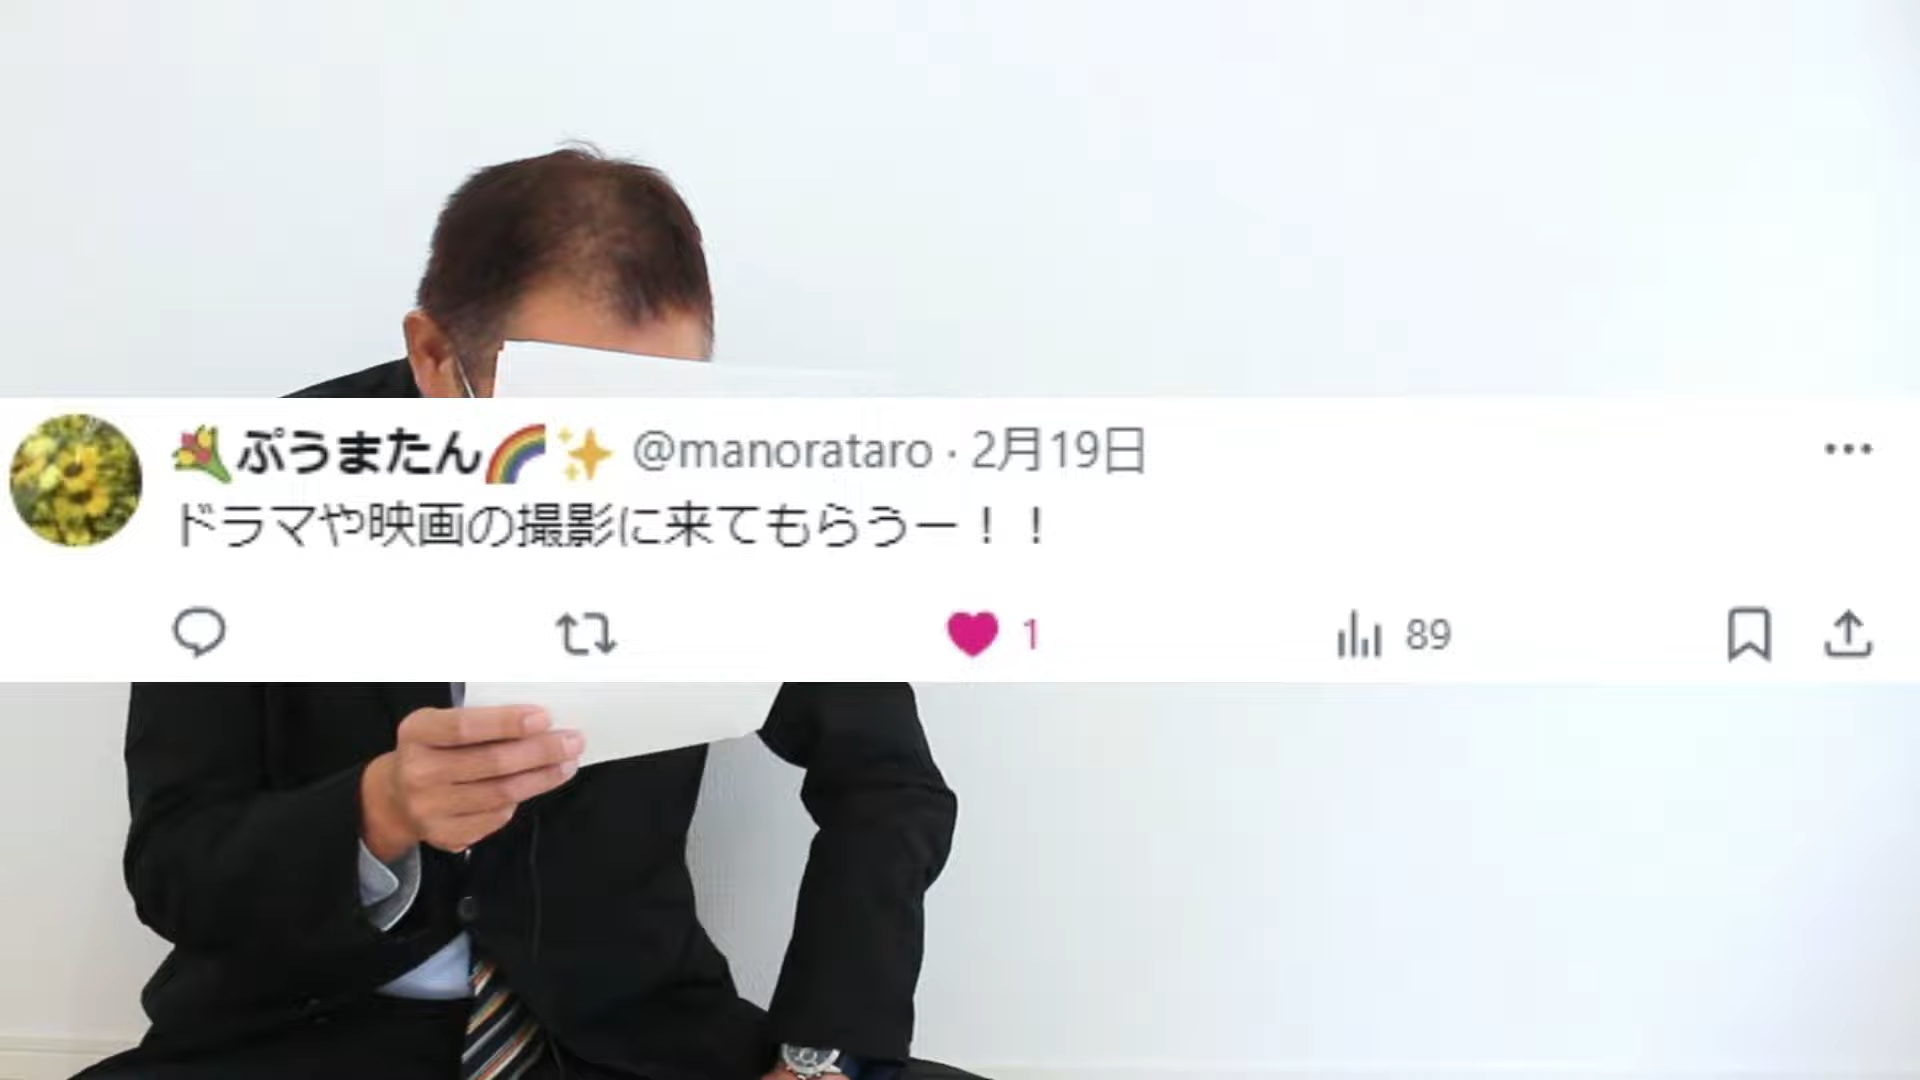 💐ぷうまたん🌈✨ @manorataro · 2月19日
ドラマや映画の撮影に来てもらうー！！
1 89